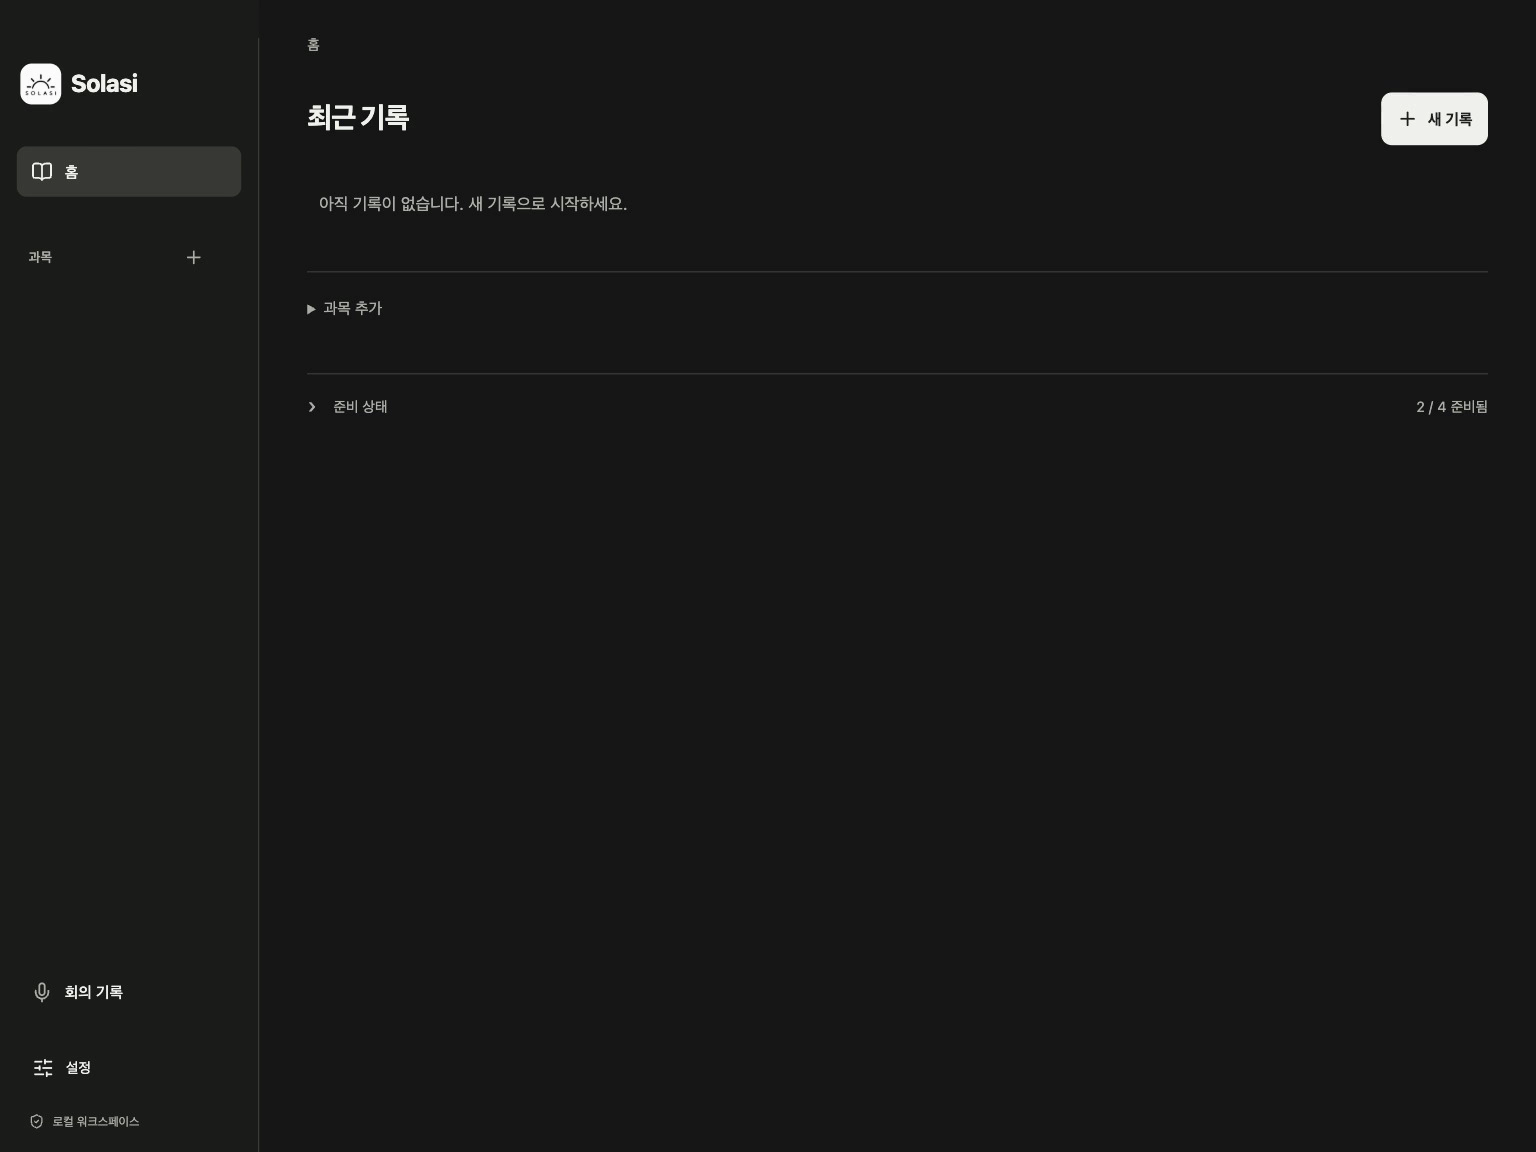 SOLASI
Solasi
홈
과목
회의 기록
설정
로컬 워크스페이스
홈
최근 기록
새 기록
아직 기록이 없습니다. 새 기록으로 시작하세요.
과목 추가
준비 상태
2 / 4 준비됨